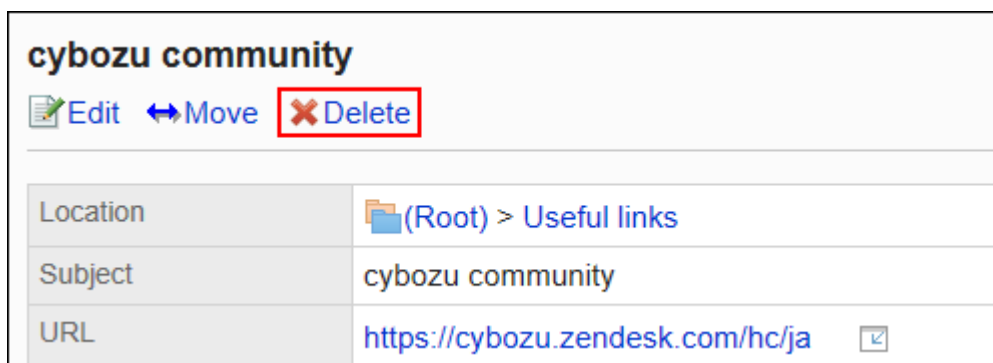 cybozu community
Edit Move Delete
Location (Root) > Useful links
Subject cybozu community
URL https://cybozu.zendesk.com/hc/ja